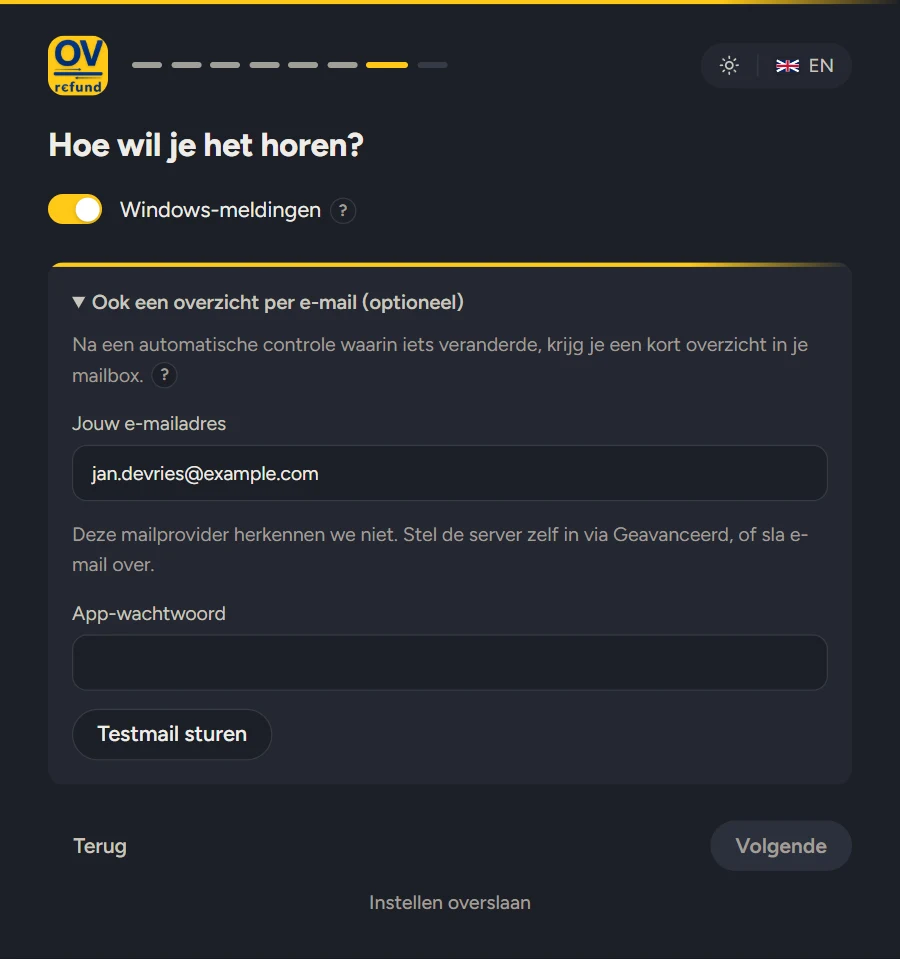 OV
refund
EN
Hoe wil je het horen?
Windows-meldingen ?
▼ Ook een overzicht per e-mail (optioneel)
Na een automatische controle waarin iets veranderde, krijg je een kort overzicht in je
mailbox. ?
Jouw e-mailadres
jan.devries@example.com
Deze mailprovider herkennen we niet. Stel de server zelf in via Geavanceerd, of sla e-
mail over.
App-wachtwoord
Testmail sturen
Terug
Volgende
Instellen overslaan